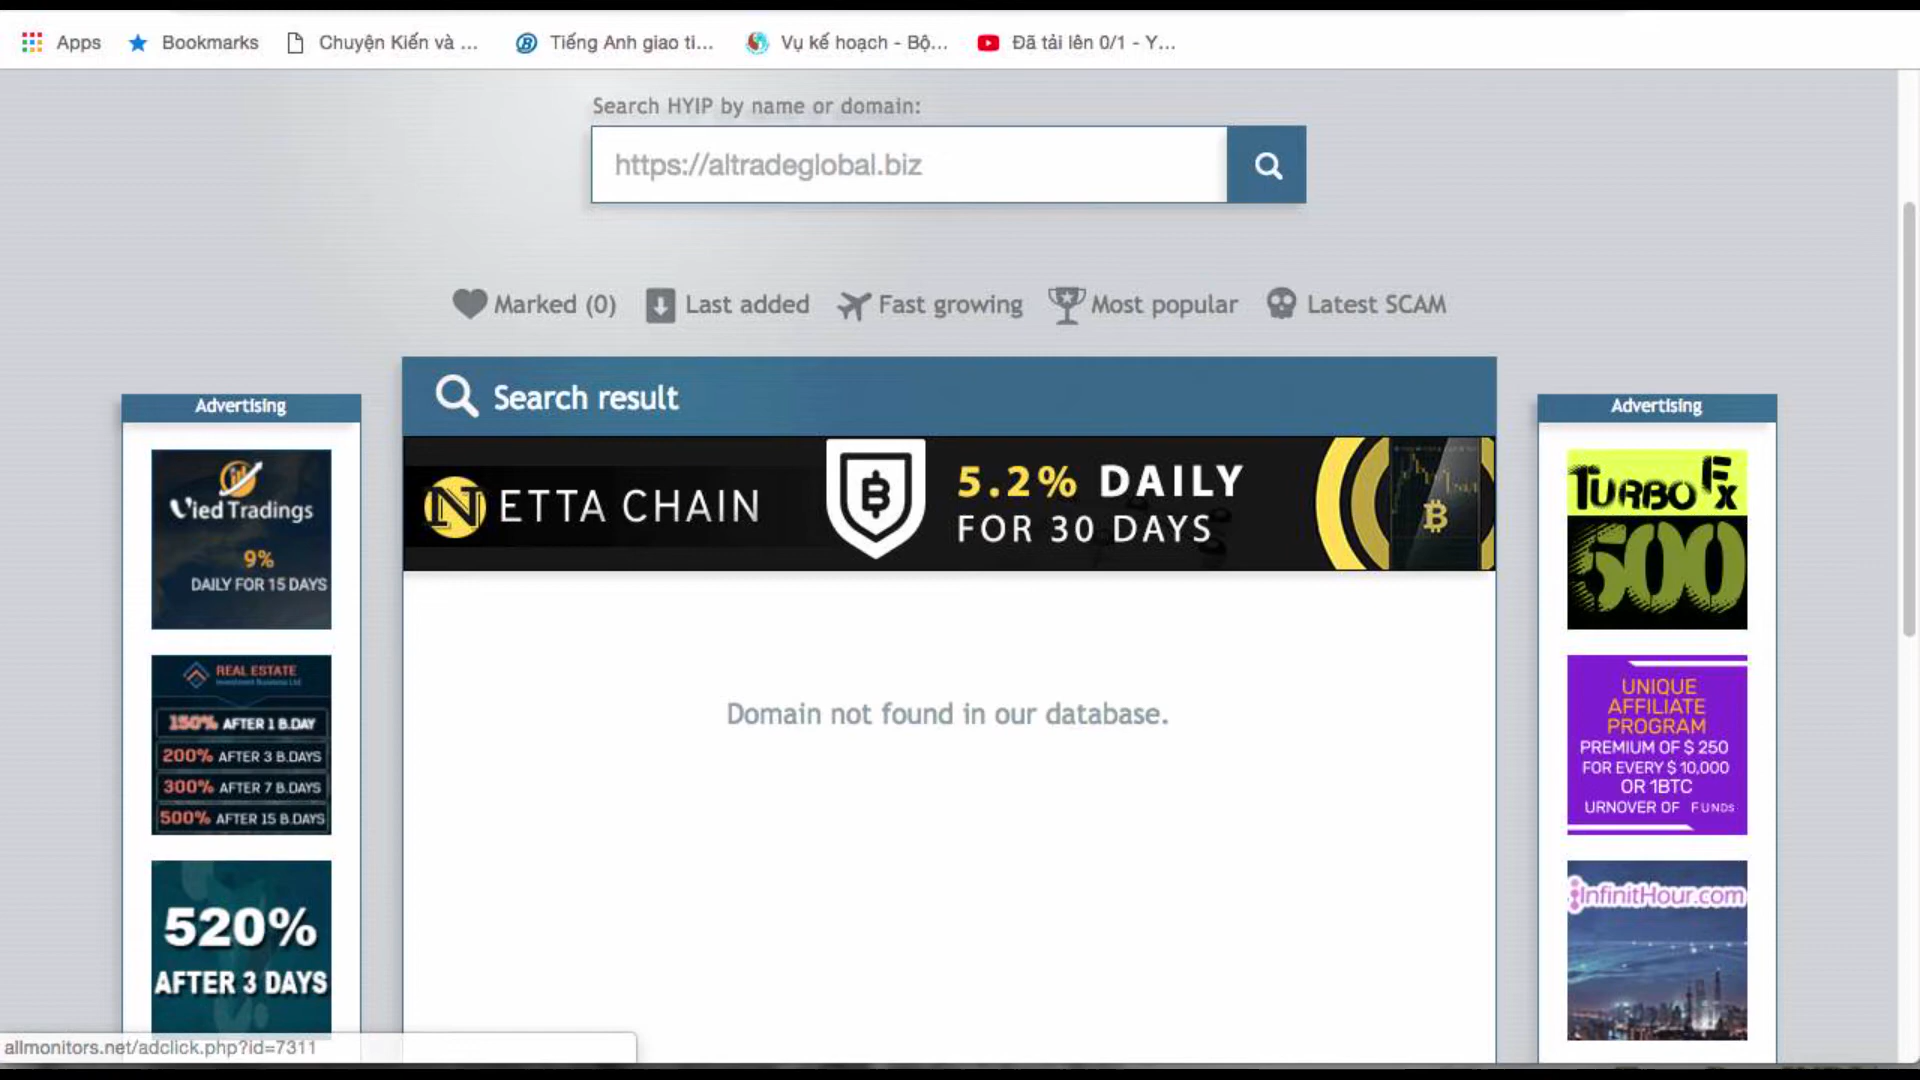 Apps
Bookmarks
Chuyện Kiến và ...
Tiếng Anh giao ti...
Vụ kế hoạch - Bộ...
Đã tải lên 0/1 - Y...
Search HYIP by name or domain:
https://altradeglobal.biz
Marked (0)
Last added
Fast growing
Most popular
Latest SCAM
Search result
NETTA CHAIN
5.2% DAILY
FOR 30 DAYS
Domain not found in our database.
Advertising
Vied Tradings
9%
DAILY FOR 15 DAYS
REAL ESTATE
Investment Business Ltd
150% AFTER 1 B.DAY
200% AFTER 3 B.DAYS
300% AFTER 7 B.DAYS
500% AFTER 15 B.DAYS
520%
AFTER 3 DAYS
Advertising
TURBO Fx
500
UNIQUE
AFFILIATE
PROGRAM
PREMIUM OF $ 250
FOR EVERY $ 10,000
OR 1BTC
URNOVER OF FUNDS
InfinitHour.com
allmonitors.net/adclick.php?id=7311